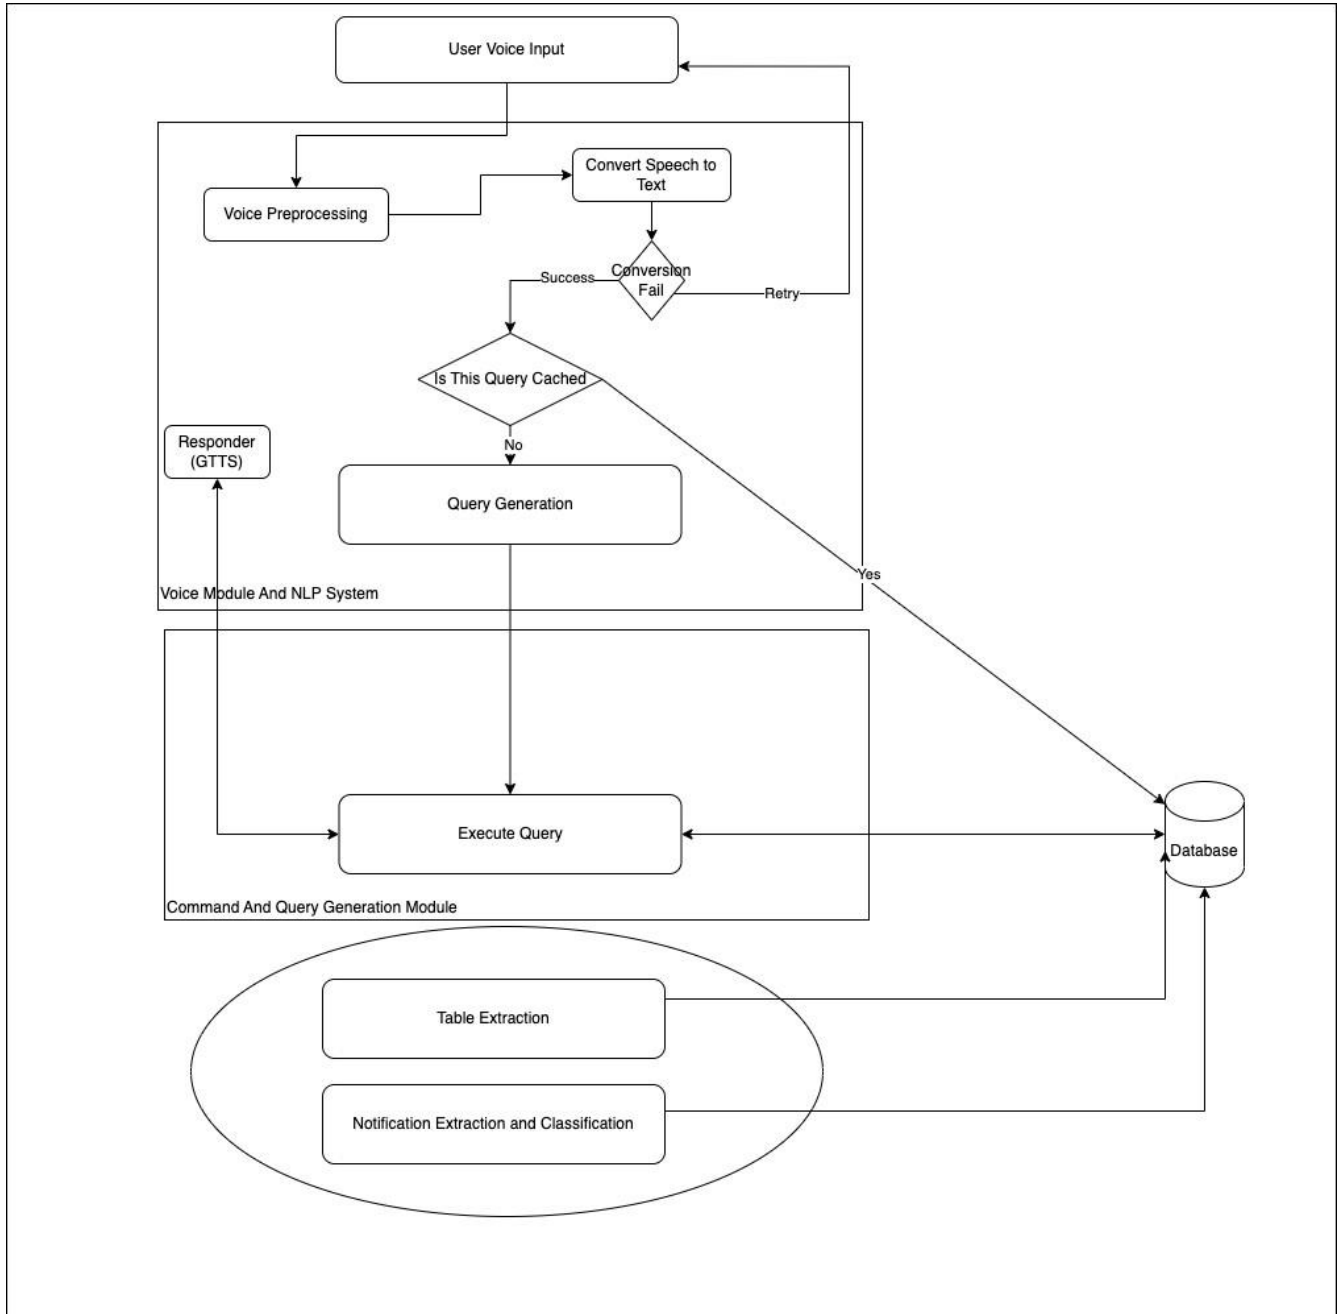 User Voice Input
Convert Speech to
Text
Voice Preprocessing
Conversion
Fail
Success
Retry
Is This Query Cached
No
Responder
(GTTS)
Query Generation
Yes
Voice Module And NLP System
Execute Query
Database
Command And Query Generation Module
Table Extraction
Notification Extraction and Classification